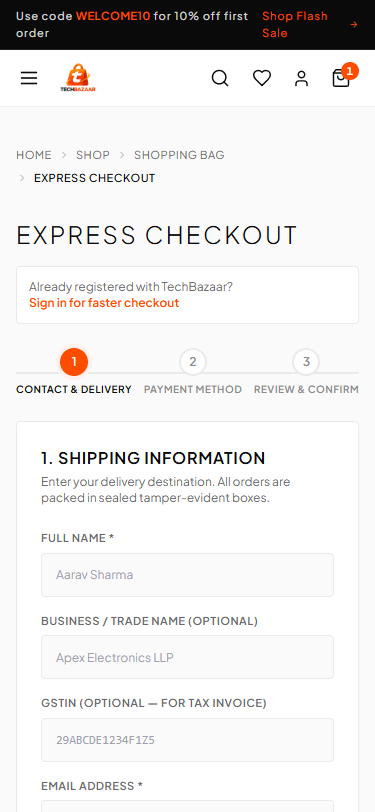 Use code WELCOME10 for 10% off first order
Shop Flash Sale →
TECHBAZAAR
1
HOME > SHOP > SHOPPING BAG
> EXPRESS CHECKOUT
EXPRESS CHECKOUT
Already registered with TechBazaar?
Sign in for faster checkout
1 2 3
CONTACT & DELIVERY PAYMENT METHOD REVIEW & CONFIRM
1. SHIPPING INFORMATION
Enter your delivery destination. All orders are
packed in sealed tamper-evident boxes.
FULL NAME *
Aarav Sharma
BUSINESS / TRADE NAME (OPTIONAL)
Apex Electronics LLP
GSTIN (OPTIONAL — FOR TAX INVOICE)
29ABCDE1234F1Z5
EMAIL ADDRESS *